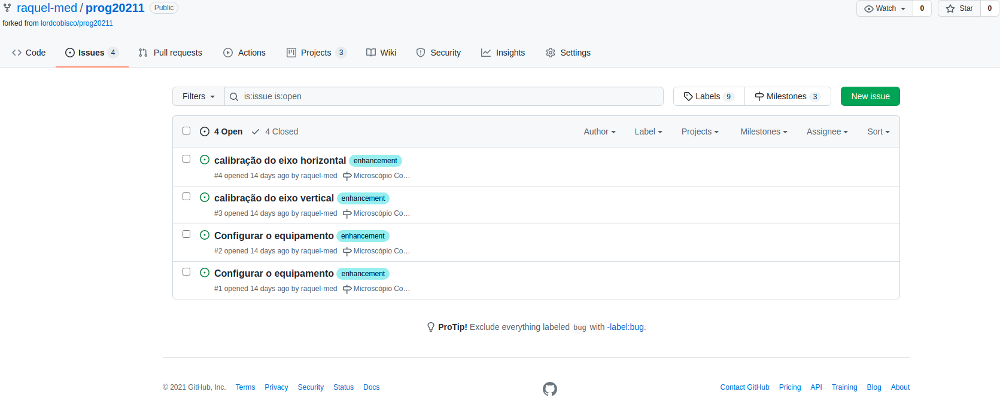 raquel-med / prog20211 Public Watch 0 Star 0
forked from lordcobisco/prog20211
Code Issues 4 Pull requests Actions Projects 3 Wiki Security Insights Settings
Filters is:issue is:open Labels 9 Milestones 3 New issue
4 Open 4 Closed Author Label Projects Milestones Assignee Sort
calibração do eixo horizontal enhancement
#4 opened 14 days ago by raquel-med Microscópio Co…
calibração do eixo vertical enhancement
#3 opened 14 days ago by raquel-med Microscópio Co…
Configurar o equipamento enhancement
#2 opened 14 days ago by raquel-med Microscópio Co…
Configurar o equipamento enhancement
#1 opened 14 days ago by raquel-med Microscópio Co…
ProTip! Exclude everything labeled bug with -label:bug.
© 2021 GitHub, Inc. Terms Privacy Security Status Docs Contact GitHub Pricing API Training Blog About